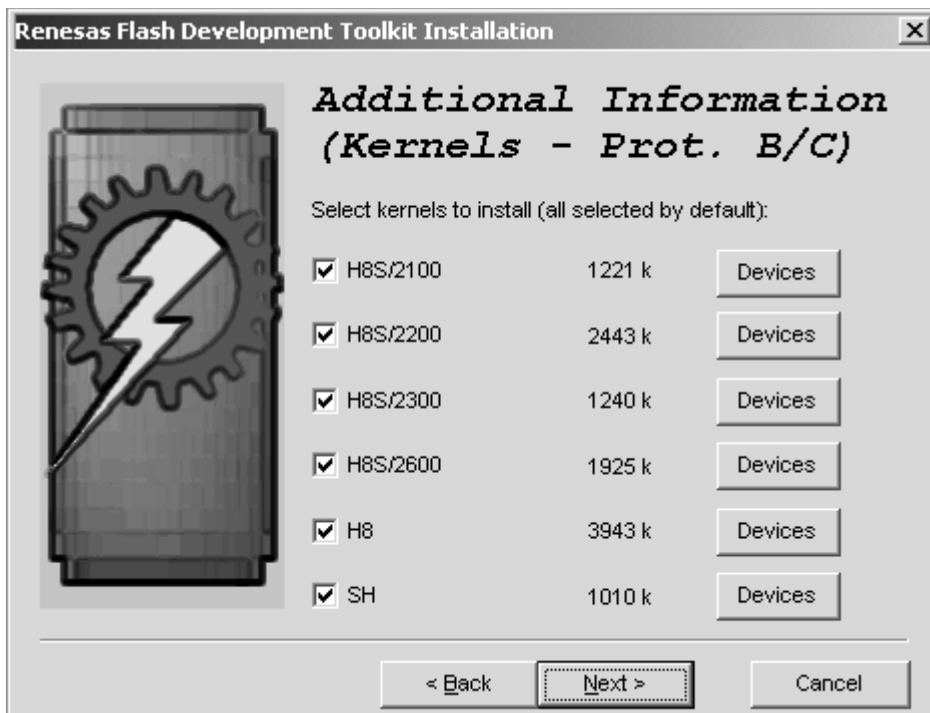 Renesas Flash Development Toolkit Installation
Additional Information
(Kernels - Prot. B/C)
Select kernels to install (all selected by default):
H8S/2100 1221 k Devices
H8S/2200 2443 k Devices
H8S/2300 1240 k Devices
H8S/2600 1925 k Devices
H8 3943 k Devices
SH 1010 k Devices
< Back Next > Cancel